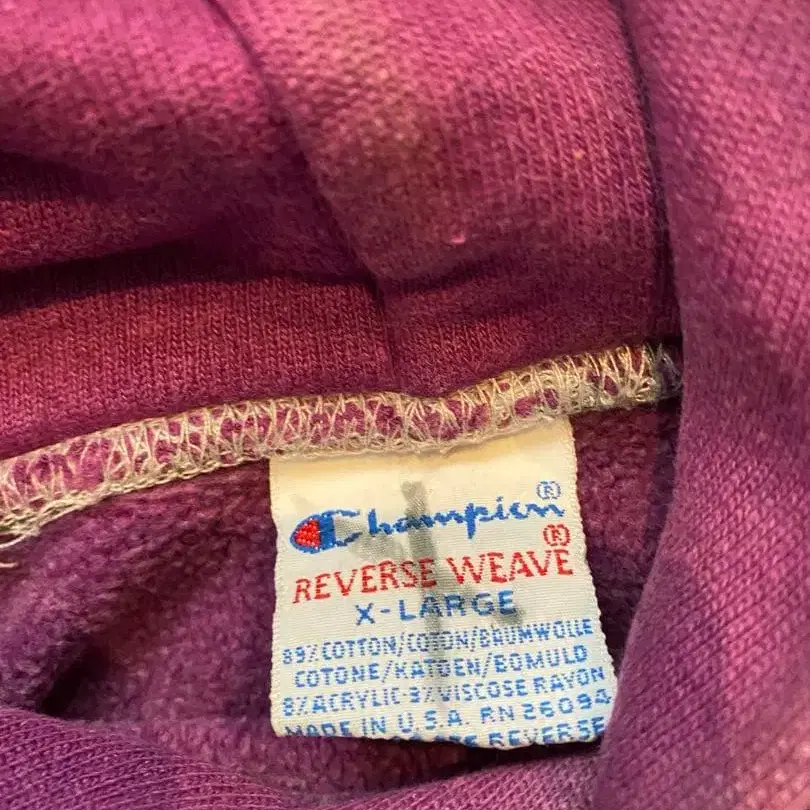 Champion®
®
REVERSE WEAVE
X-LARGE
89% COTTON/COTON/BAUMWOLLE
COTONE/KATOEN/BOMULD
8% ACRYLIC-3% VISCOSE RAYON
MADE IN U.S.A. RN 26094
REVERSE